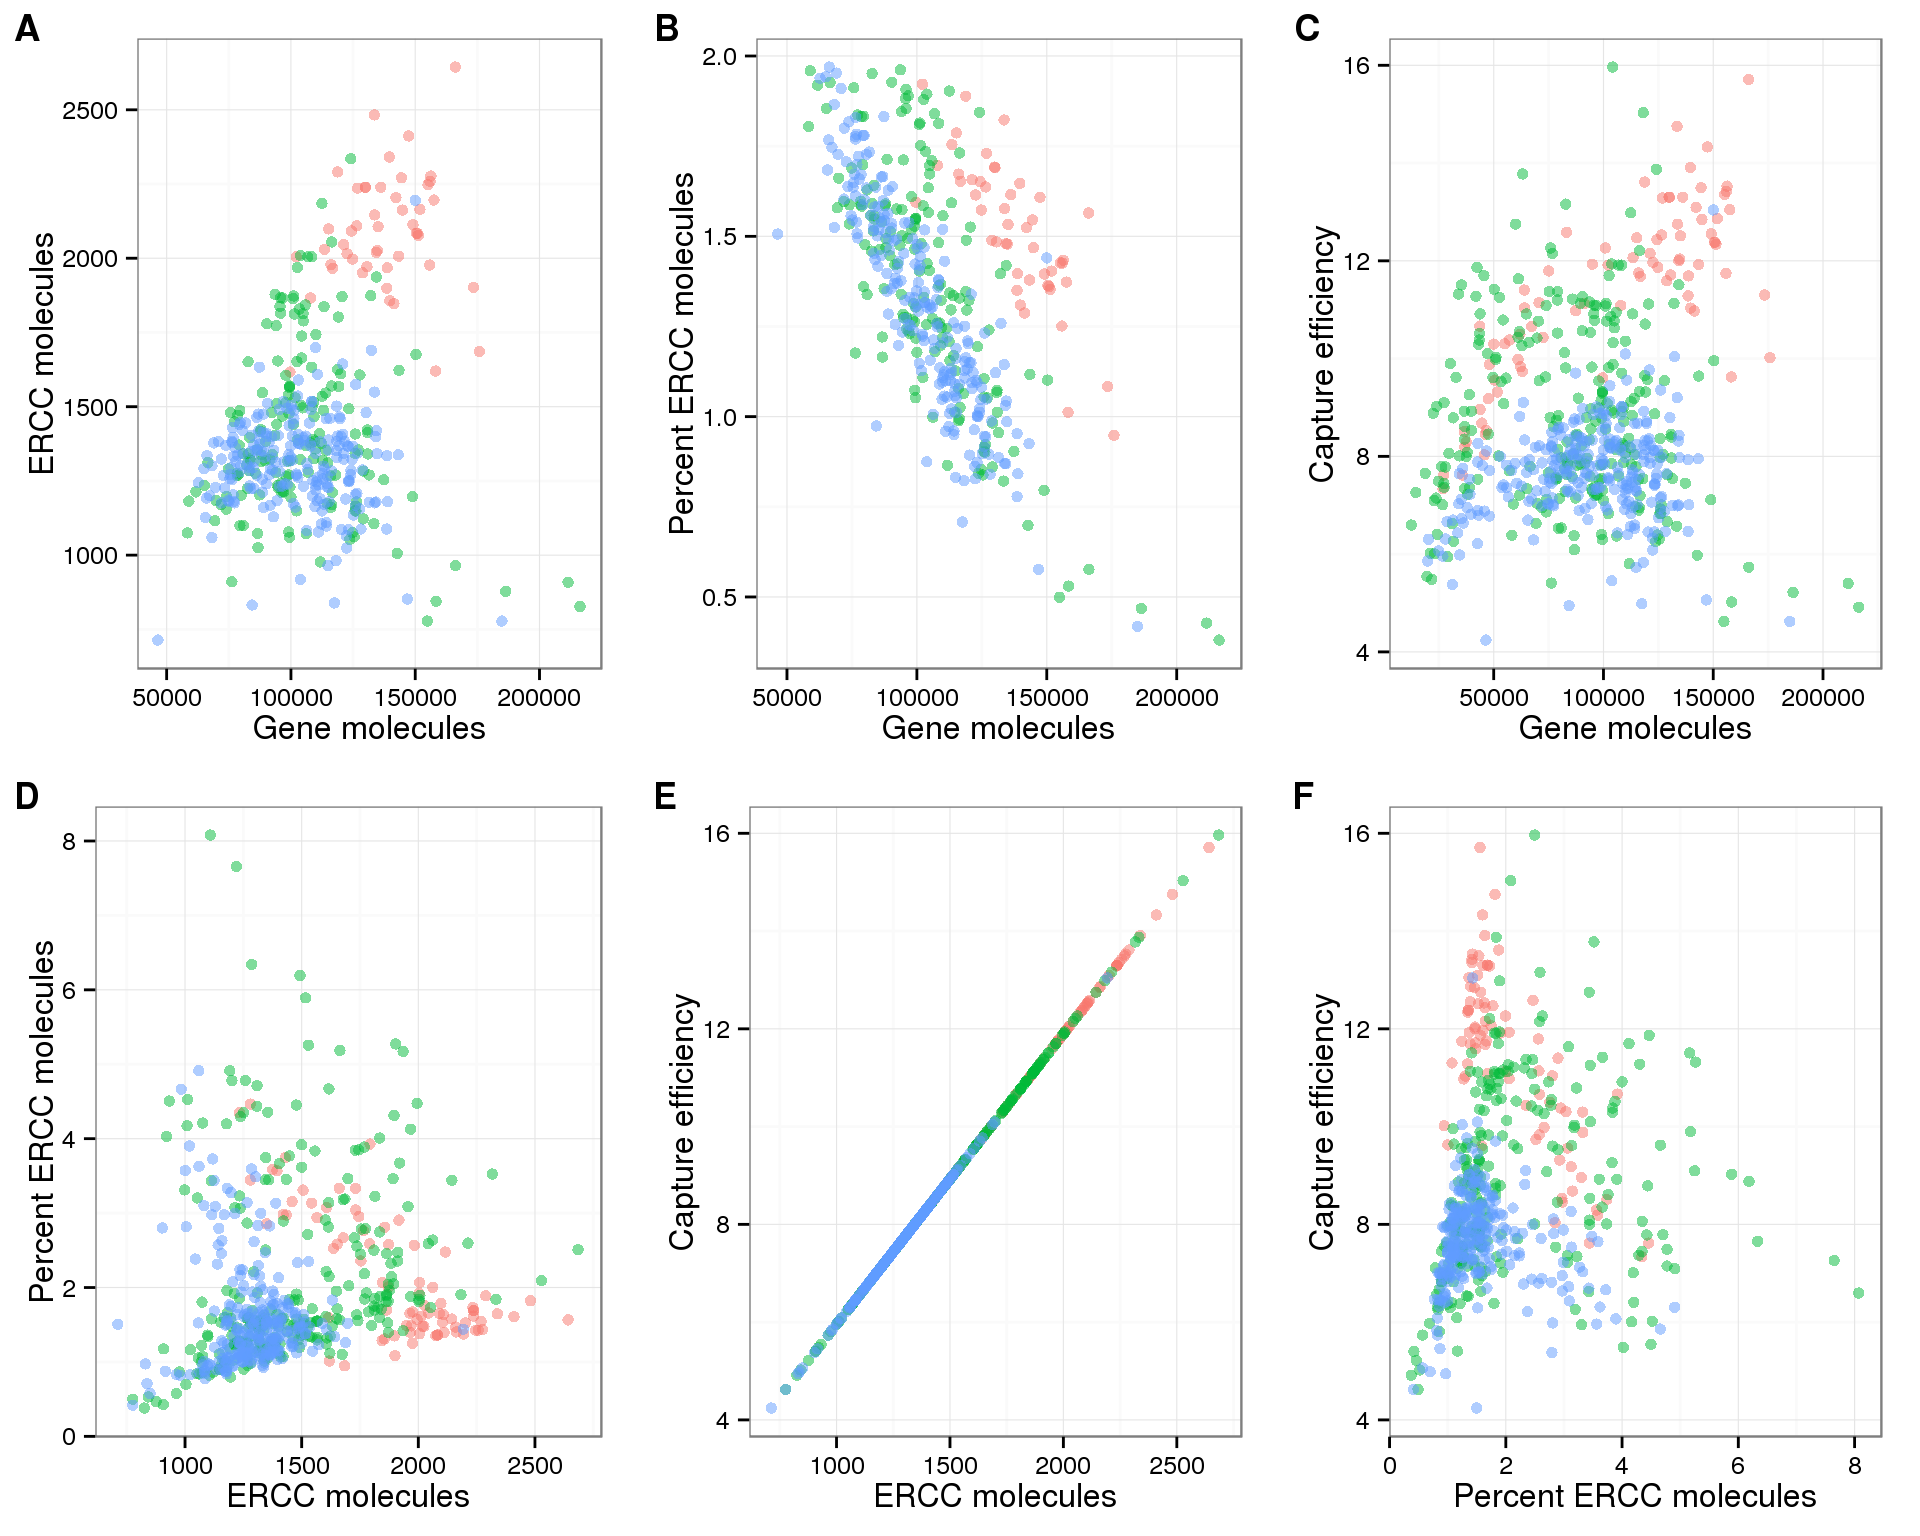 A
ERCC molecules
2500
2000
1500
1000
50000 100000 150000 200000
Gene molecules
B
Percent ERCC molecules
2.0
1.5
1.0
0.5
50000 100000 150000 200000
Gene molecules
C
Capture efficiency
16
12
8
4
50000 100000 150000 200000
Gene molecules
D
Percent ERCC molecules
8
6
4
2
0
1000 1500 2000 2500
ERCC molecules
E
Capture efficiency
16
12
8
4
1000 1500 2000 2500
ERCC molecules
F
Capture efficiency
16
12
8
4
0 2 4 6 8
Percent ERCC molecules